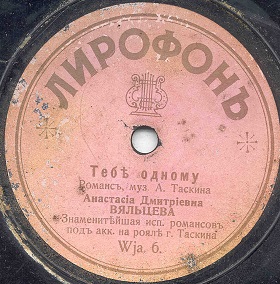 ЛИРОФОНЪ
Тебѣ одному
Романсъ, муз. А. Таскина
Анастасія Дмитріевна
ВЯЛЬЦЕВА
Знаменитѣйшая исп. романсовъ
подъ акк. на роялѣ г. Таскина
Wja. 6.